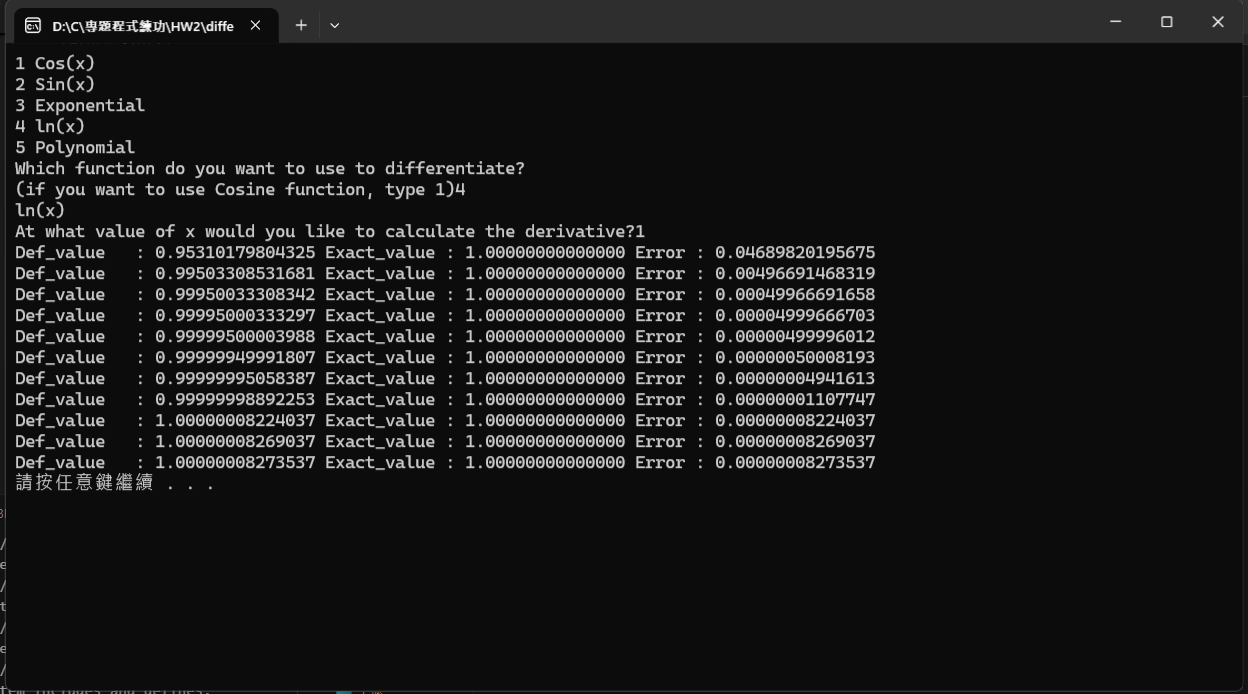 D:\C\專題程式練功\HW2\diffe
1 Cos(x)
2 Sin(x)
3 Exponential
4 ln(x)
5 Polynomial
Which function do you want to use to differentiate?
(if you want to use Cosine function, type 1)4
ln(x)
At what value of x would you like to calculate the derivative?1
Def_value   : 0.95310179804325 Exact_value : 1.00000000000000 Error : 0.04689820195675
Def_value   : 0.99503308531681 Exact_value : 1.00000000000000 Error : 0.00496691468319
Def_value   : 0.99950033308342 Exact_value : 1.00000000000000 Error : 0.00049966691658
Def_value   : 0.99995000333297 Exact_value : 1.00000000000000 Error : 0.00004999666703
Def_value   : 0.99999500003988 Exact_value : 1.00000000000000 Error : 0.00000499996012
Def_value   : 0.99999949991807 Exact_value : 1.00000000000000 Error : 0.00000050008193
Def_value   : 0.99999995058387 Exact_value : 1.00000000000000 Error : 0.00000004941613
Def_value   : 0.99999998892253 Exact_value : 1.00000000000000 Error : 0.00000001107747
Def_value   : 1.00000008224037 Exact_value : 1.00000000000000 Error : 0.00000008224037
Def_value   : 1.00000008269037 Exact_value : 1.00000000000000 Error : 0.00000008269037
Def_value   : 1.00000008273537 Exact_value : 1.00000000000000 Error : 0.00000008273537
請按任意鍵繼續 . . .